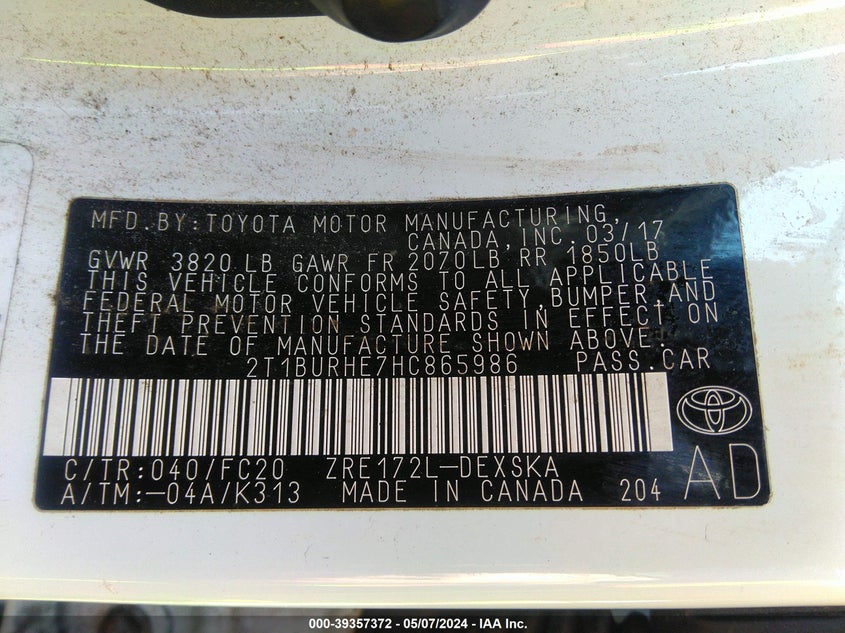 MFD.BY:TOYOTA MOTOR MANUFACTURING,
CANADA,INC. 03/17
GVWR 3820 LB GAWR FR 2070LB RR 1850LB
THIS VEHICLE CONFORMS TO ALL APPLICABLE
FEDERAL MOTOR VEHICLE SAFETY,BUMPER,AND
THEFT PREVENTION STANDARDS IN EFFECT ON
THE DATE OF MANUFACTURE SHOWN ABOVE.
2T1BURHE7HC865986 PASS.CAR
C/TR:040/FC20 ZRE172L-DEXSKA
A/TM:-04A/K313 MADE IN CANADA 204
AD
000-39357372 - 05/07/2024 - IAA Inc.